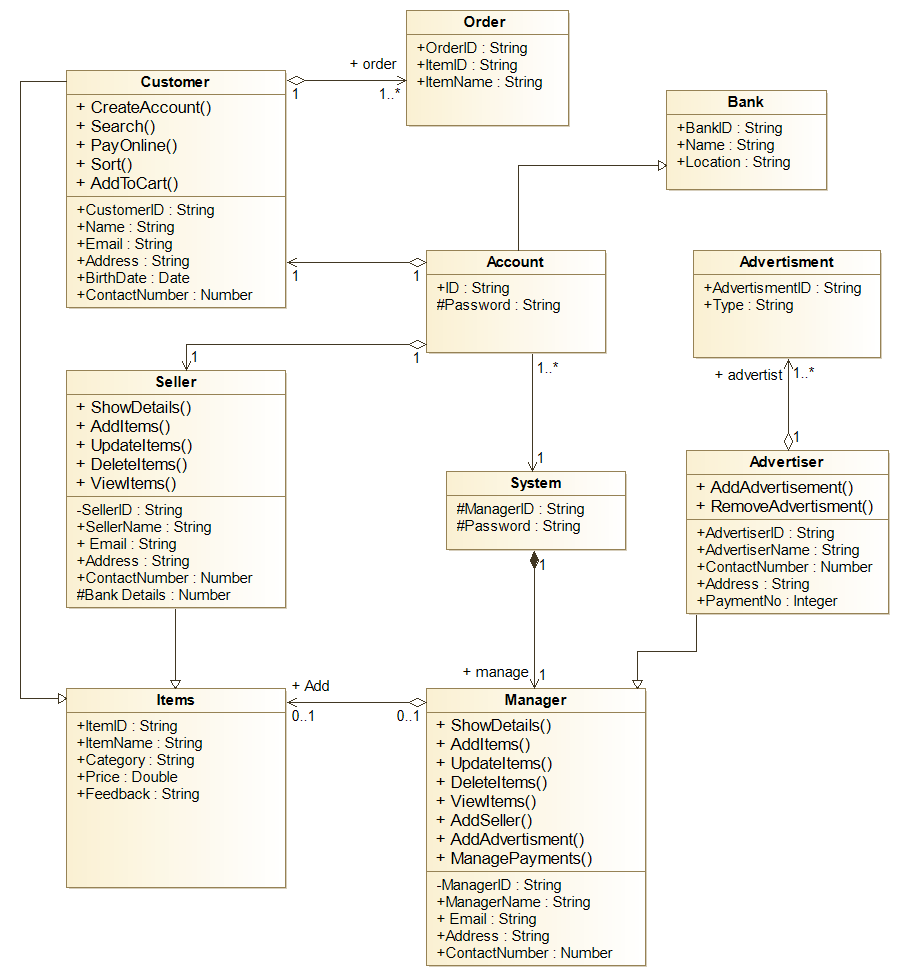 Order
+OrderID : String
+ItemID : String
+ItemName : String
+ order
1
1..*
Customer
+ CreateAccount()
+ Search()
+ PayOnline()
+ Sort()
+ AddToCart()
+CustomerID : String
+Name : String
+Email : String
+Address : String
+BirthDate : Date
+ContactNumber : Number
Bank
+BankID : String
+Name : String
+Location : String
Account
+ID : String
#Password : String
1
1
1
1
1..*
1
Advertisment
+AdvertismentID : String
+Type : String
+ advertist
1..*
1
Seller
+ ShowDetails()
+ AddItems()
+ UpdateItems()
+ DeleteItems()
+ ViewItems()
-SellerID : String
+SellerName : String
+ Email : String
+Address : String
+ContactNumber : Number
#Bank Details : Number
System
#ManagerID : String
#Password : String
1
+ manage
1
Advertiser
+ AddAdvertisement()
+ RemoveAdvertisment()
+AdvertiserID : String
+AdvertiserName : String
+ContactNumber : Number
+Address : String
+PaymentNo : Integer
Items
+ItemID : String
+ItemName : String
+Category : String
+Price : Double
+Feedback : String
+ Add
0..1
0..1
Manager
+ ShowDetails()
+ AddItems()
+ UpdateItems()
+ DeleteItems()
+ ViewItems()
+ AddSeller()
+ AddAdvertisment()
+ ManagePayments()
-ManagerID : String
+ManagerName : String
+ Email : String
+Address : String
+ContactNumber : Number